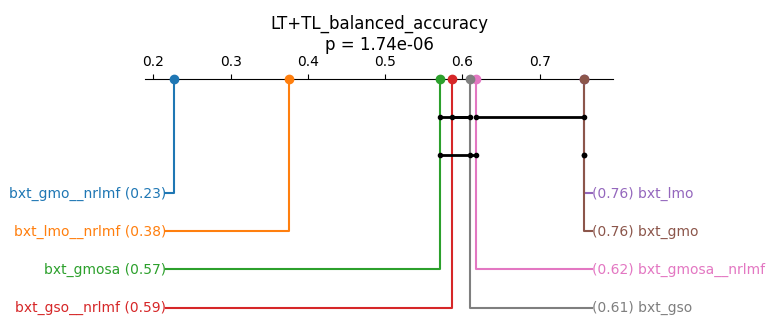 LT+TL_balanced_accuracy
p = 1.74e-06
0.2 0.3 0.4 0.5 0.6 0.7
bxt_gmo__nrlmf (0.23) (0.76) bxt_lmo
bxt_lmo__nrlmf (0.38) (0.76) bxt_gmo
bxt_gmosa (0.57) (0.62) bxt_gmosa__nrlmf
bxt_gso__nrlmf (0.59) (0.61) bxt_gso